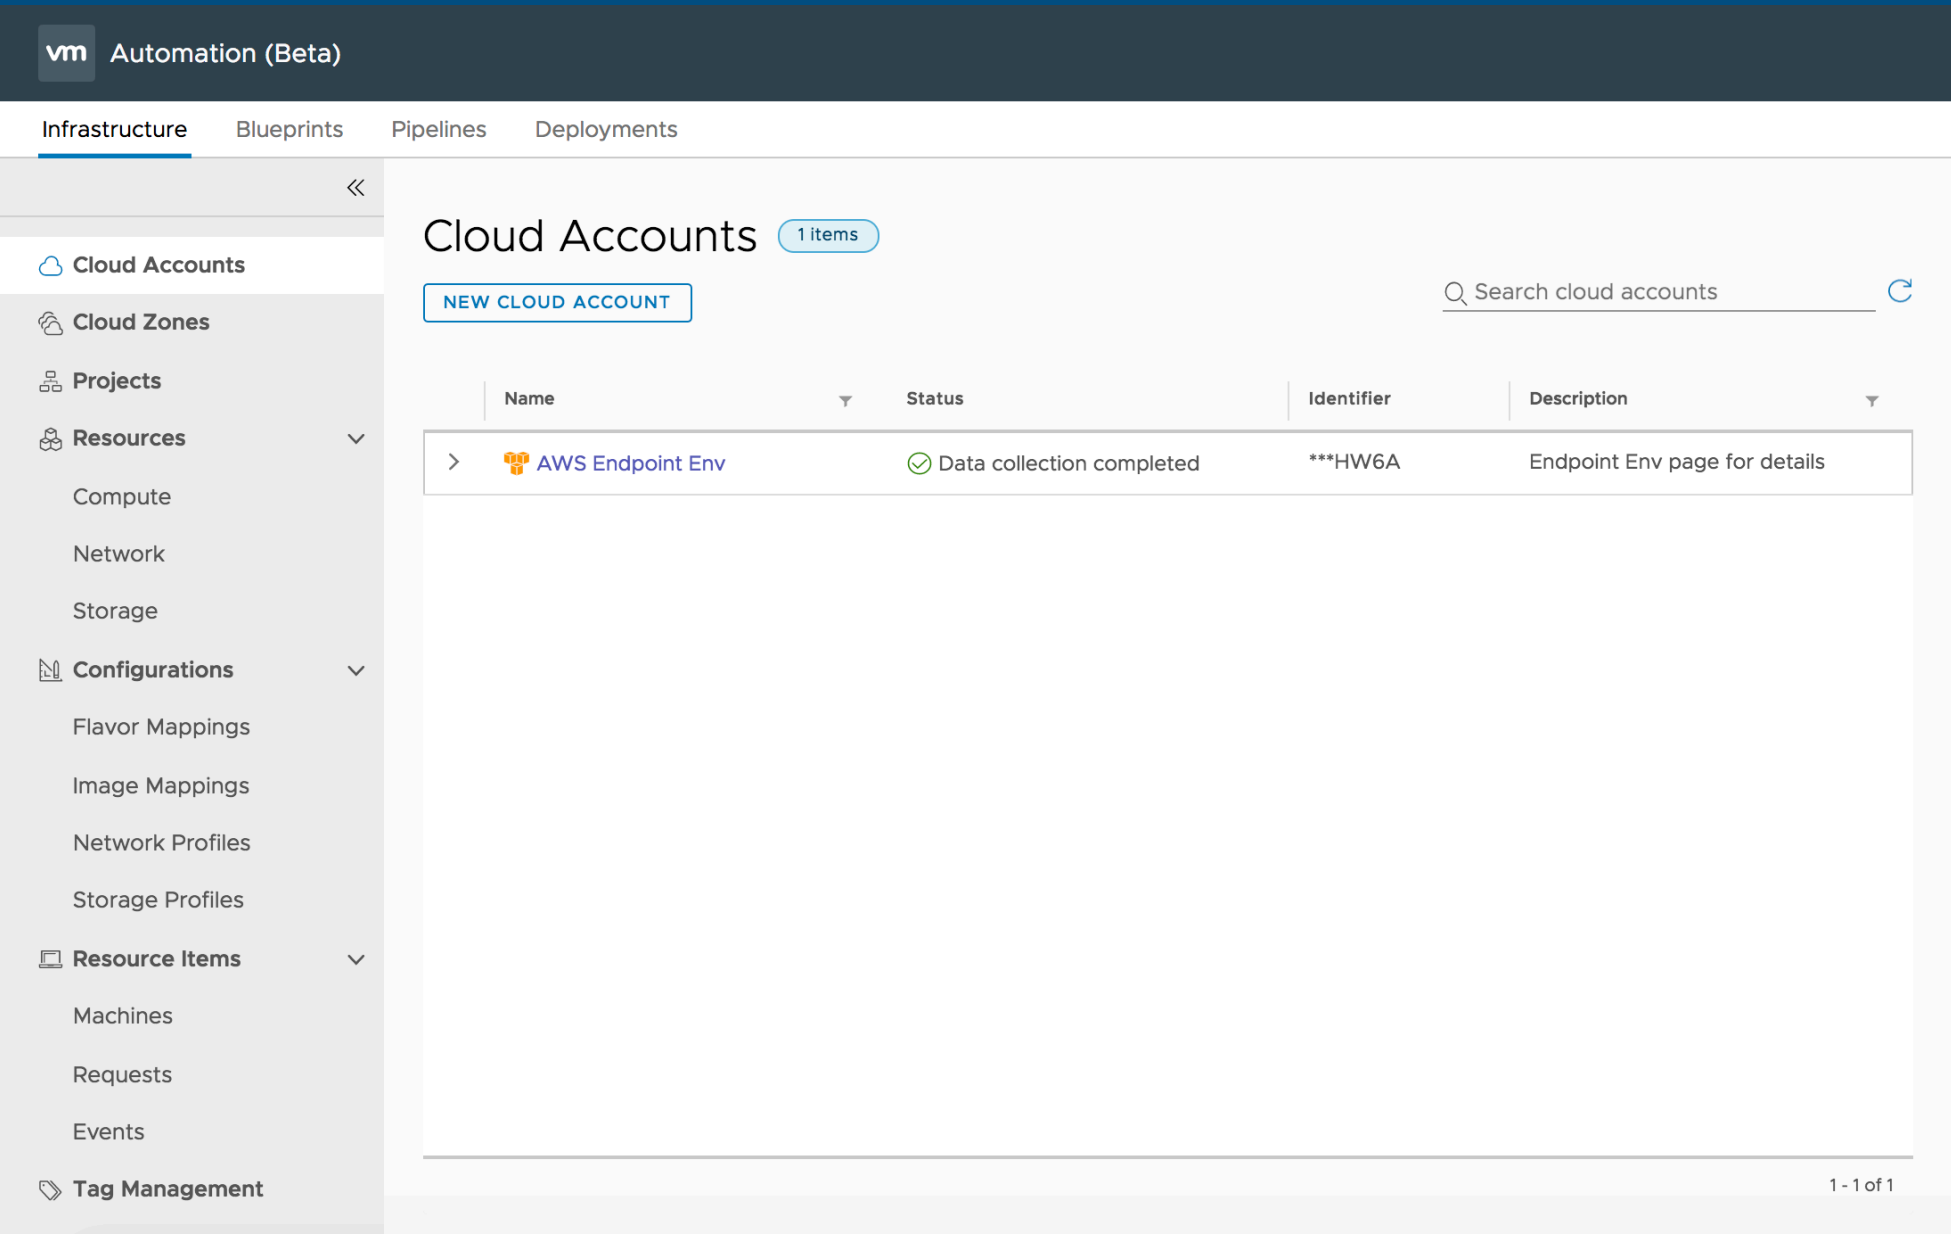 vm Automation (Beta)
Infrastructure Blueprints Pipelines Deployments
Cloud Accounts
Cloud Zones
Projects
Resources
Compute
Network
Storage
Configurations
Flavor Mappings
Image Mappings
Network Profiles
Storage Profiles
Resource Items
Machines
Requests
Events
Tag Management
Cloud Accounts 1 items
NEW CLOUD ACCOUNT
Search cloud accounts
Name Status Identifier Description
AWS Endpoint Env Data collection completed ***HW6A Endpoint Env page for details
1 - 1 of 1